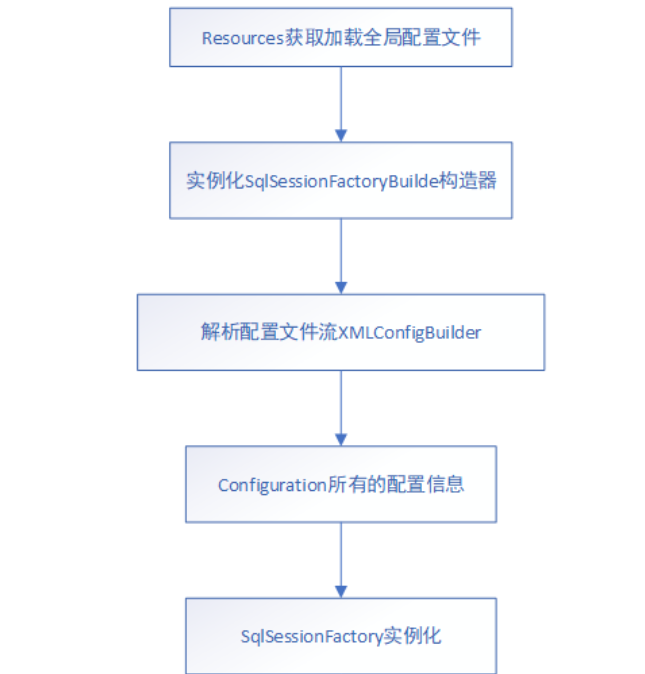 Resources获取加载全局配置文件
实例化SqlSessionFactoryBuilde构造器
解析配置文件流XMLConfigBuilder
Configuration所有的配置信息
SqlSessionFactory实例化